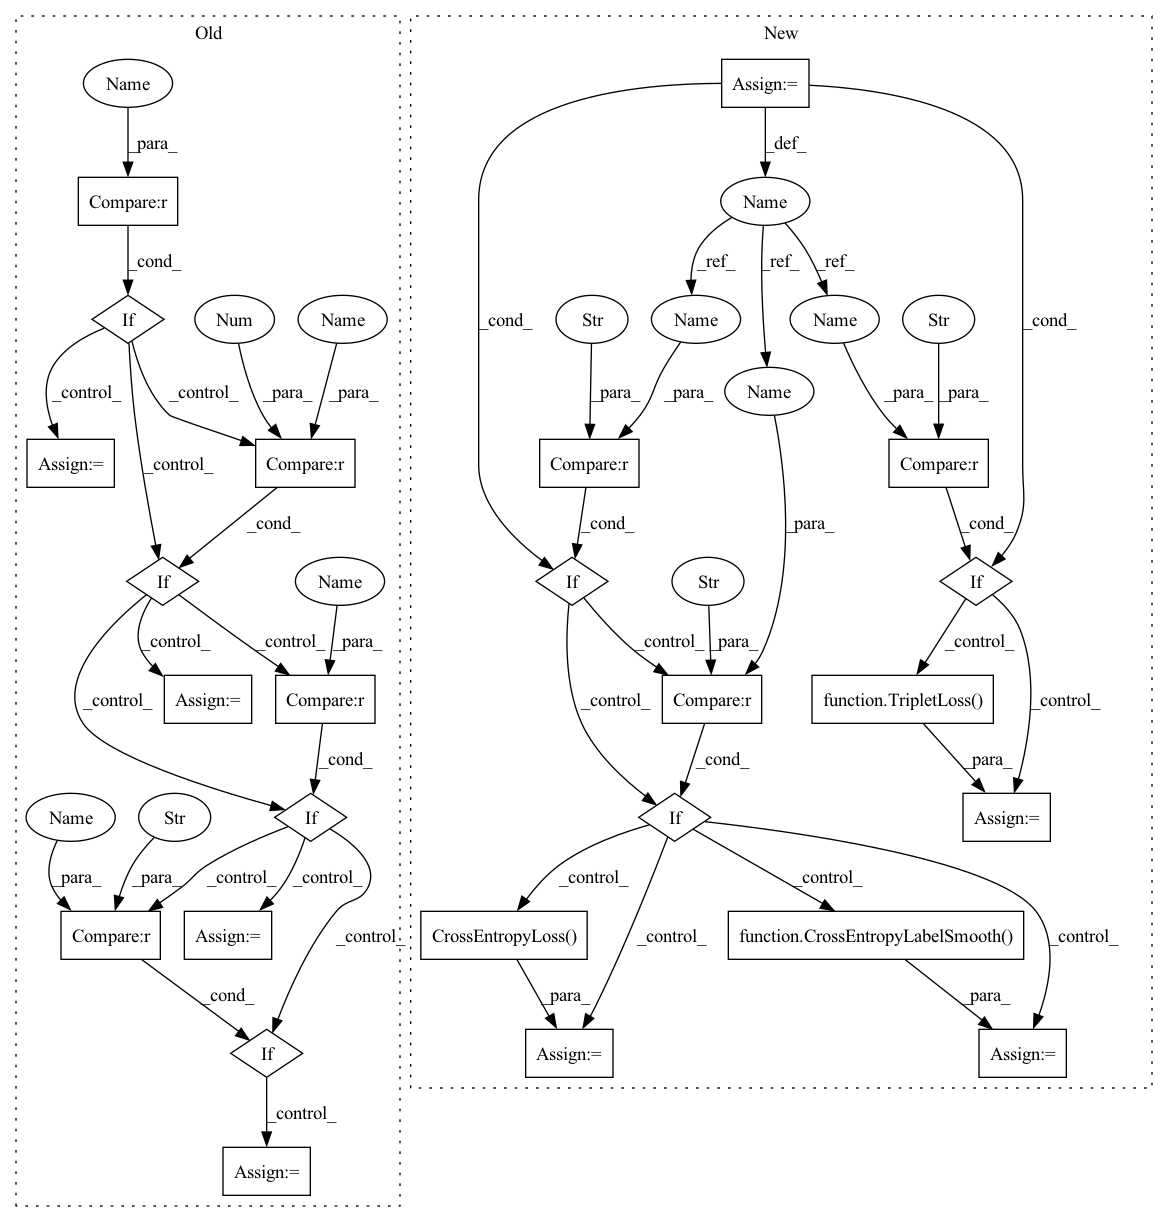 Old
New
Name
Assign:=
_para_
_def_
Compare:r
Name
_cond_
_ref_ _ref_ _ref_
If
Num
Name
_cond_
Str
Name
Name
Str
_cond_
_control_
_control_
_para_
_para_
_para_
_para_
Name
_para_
_para_
Assign:=
_control_
Compare:r
Compare:r
Compare:r
_cond_
_cond_
_para_
_cond_
If
Name
If
Str
If
_control_
_control_
_control_
_para_
_control_
_control_
_para_
_control_
Assign:=
Compare:r
Compare:r
function.TripletLoss()
_control_
_cond_
_cond_
_para_
Name
Str
If
If
Assign:=
_para_
_para_
_control_
_control_
_control_
_control_
_control_
Compare:r
Assign:=
_control_
CrossEntropyLoss()
_control_
function.CrossEntropyLabelSmooth()
_control_
_cond_
_para_
_para_
If
Assign:=
Assign:=
_control_
Assign:=